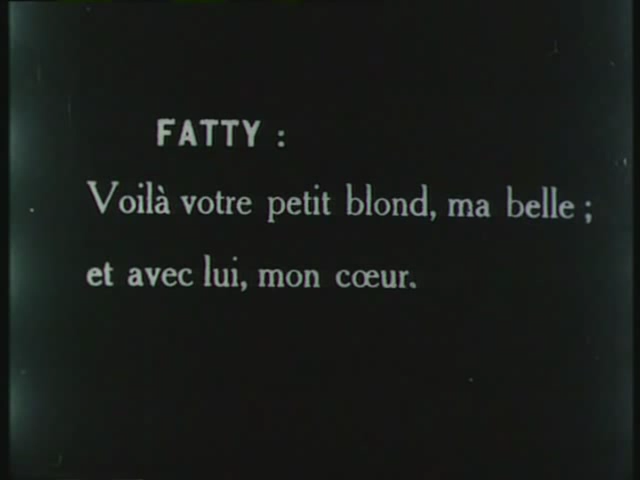 FATTY :
Voilà votre petit blond, ma belle ;
et avec lui, mon cœur.